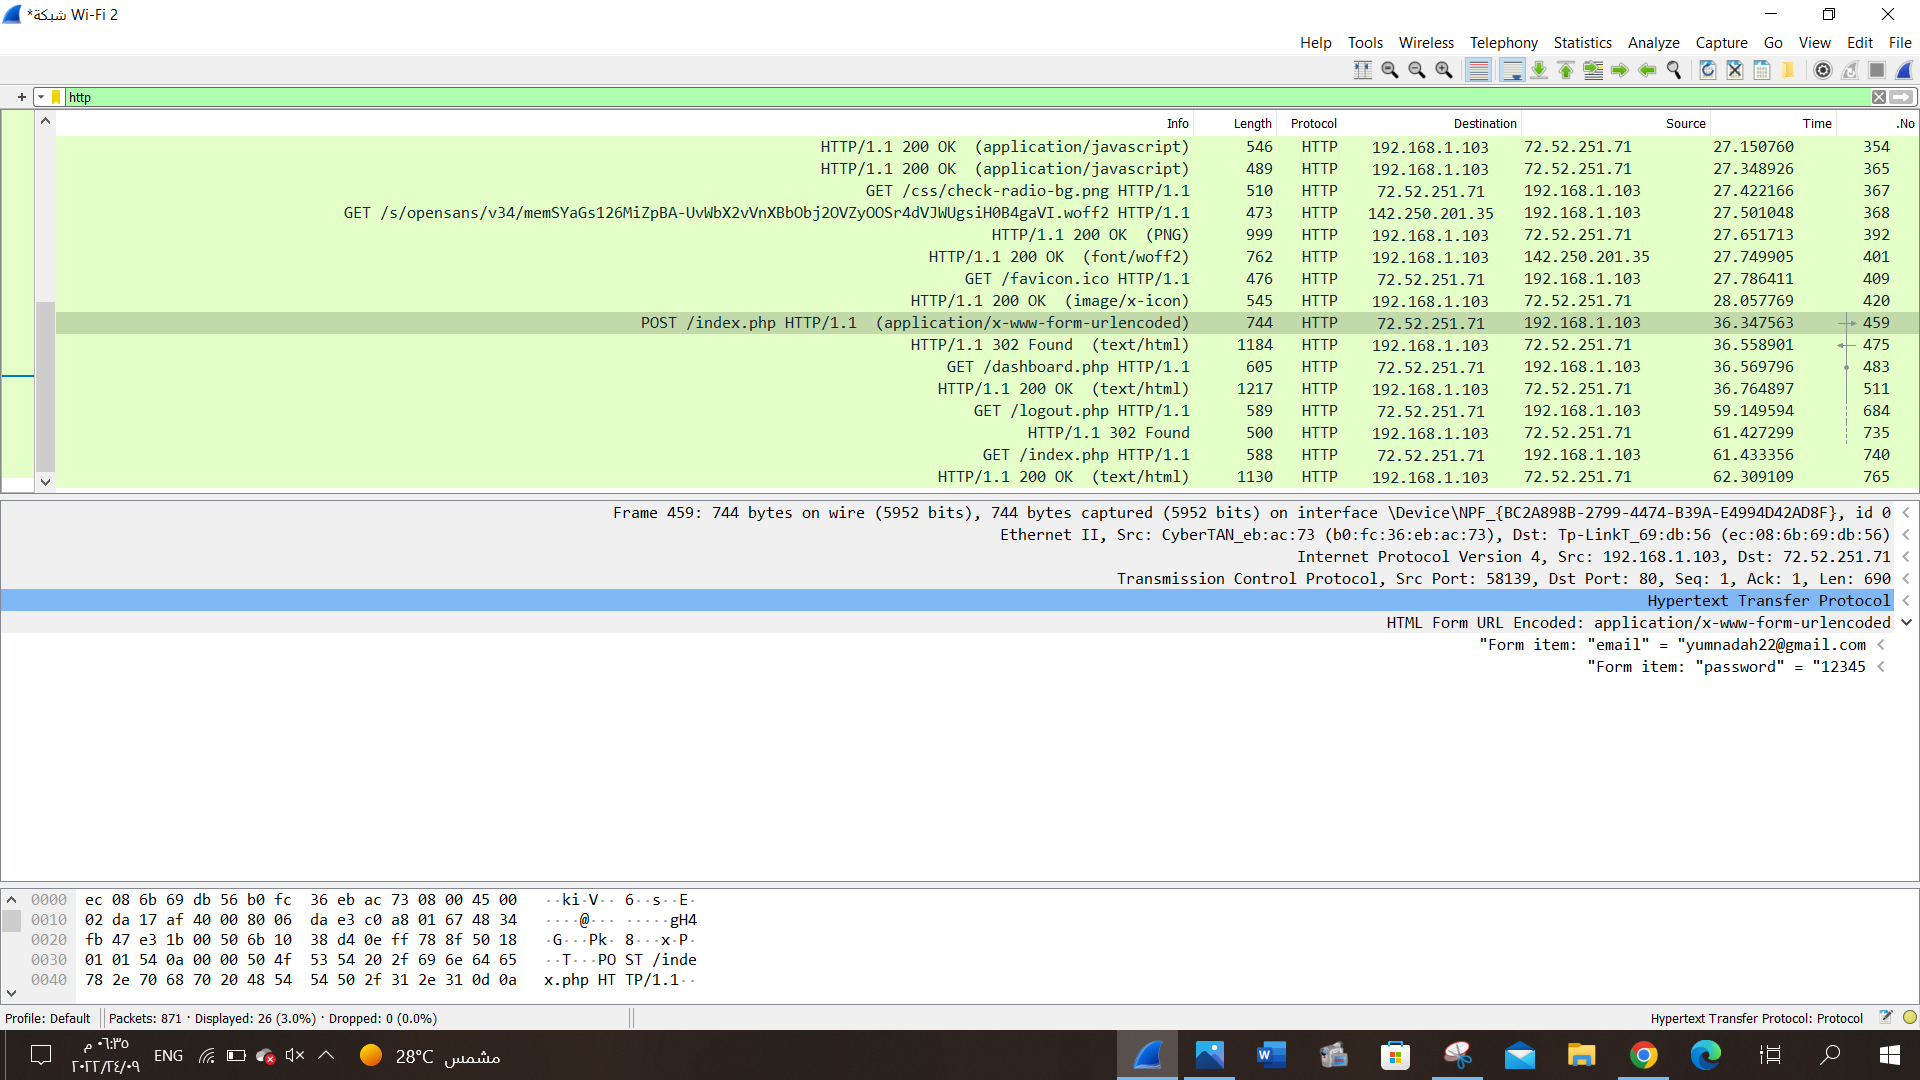 *شبكة Wi-Fi 2
Help Tools Wireless Telephony Statistics Analyze Capture Go View Edit File
http
Info Length Protocol Destination Source Time .No
HTTP/1.1 200 OK (application/javascript) 546 HTTP 192.168.1.103 72.52.251.71 27.150760 354
HTTP/1.1 200 OK (application/javascript) 489 HTTP 192.168.1.103 72.52.251.71 27.348926 365
GET /css/check-radio-bg.png HTTP/1.1 510 HTTP 72.52.251.71 192.168.1.103 27.422166 367
GET /s/opensans/v34/memSYaGs126MiZpBA-UvWbX2vVnXBbObj2OVZyOOSr4dVJWUgsiH0B4gaVI.woff2 HTTP/1.1 473 HTTP 142.250.201.35 192.168.1.103 27.501048 368
HTTP/1.1 200 OK (PNG) 999 HTTP 192.168.1.103 72.52.251.71 27.651713 392
HTTP/1.1 200 OK (font/woff2) 762 HTTP 192.168.1.103 142.250.201.35 27.749905 401
GET /favicon.ico HTTP/1.1 476 HTTP 72.52.251.71 192.168.1.103 27.786411 409
HTTP/1.1 200 OK (image/x-icon) 545 HTTP 192.168.1.103 72.52.251.71 28.057769 420
POST /index.php HTTP/1.1 (application/x-www-form-urlencoded) 744 HTTP 72.52.251.71 192.168.1.103 36.347563 459
HTTP/1.1 302 Found (text/html) 1184 HTTP 192.168.1.103 72.52.251.71 36.558901 475
GET /dashboard.php HTTP/1.1 605 HTTP 72.52.251.71 192.168.1.103 36.569796 483
HTTP/1.1 200 OK (text/html) 1217 HTTP 192.168.1.103 72.52.251.71 36.764897 511
GET /logout.php HTTP/1.1 589 HTTP 72.52.251.71 192.168.1.103 59.149594 684
HTTP/1.1 302 Found 500 HTTP 192.168.1.103 72.52.251.71 61.427299 735
GET /index.php HTTP/1.1 588 HTTP 72.52.251.71 192.168.1.103 61.433356 740
HTTP/1.1 200 OK (text/html) 1130 HTTP 192.168.1.103 72.52.251.71 62.309109 765
Frame 459: 744 bytes on wire (5952 bits), 744 bytes captured (5952 bits) on interface \Device\NPF_{BC2A898B-2799-4474-B39A-E4994D42AD8F}, id 0
Ethernet II, Src: CyberTAN_eb:ac:73 (b0:fc:36:eb:ac:73), Dst: Tp-LinkT_69:db:56 (ec:08:6b:69:db:56)
Internet Protocol Version 4, Src: 192.168.1.103, Dst: 72.52.251.71
Transmission Control Protocol, Src Port: 58139, Dst Port: 80, Seq: 1, Ack: 1, Len: 690
Hypertext Transfer Protocol
HTML Form URL Encoded: application/x-www-form-urlencoded
"Form item: "email" = "yumnadah22@gmail.com
"Form item: "password" = "12345
0000 ec 08 6b 69 db 56 b0 fc 36 eb ac 73 08 00 45 00 ··ki·V·· 6··s··E·
0010 02 da 17 af 40 00 80 06 da e3 c0 a8 01 67 48 34 ····@··· ·····gH4
0020 fb 47 e3 1b 00 50 6b 10 38 d4 0e ff 78 8f 50 18 ·G···Pk· 8···x·P·
0030 01 01 54 0a 00 00 50 4f 53 54 20 2f 69 6e 64 65 ··T···PO ST /inde
0040 78 2e 70 68 70 20 48 54 54 50 2f 31 2e 31 0d 0a x.php HT TP/1.1··
Profile: Default Packets: 871 · Displayed: 26 (3.0%) · Dropped: 0 (0.0%) Hypertext Transfer Protocol: Protocol
٠٦:٣٥ م ENG 28°C مشمس
٢٠٢٢/٢٤/٠٩